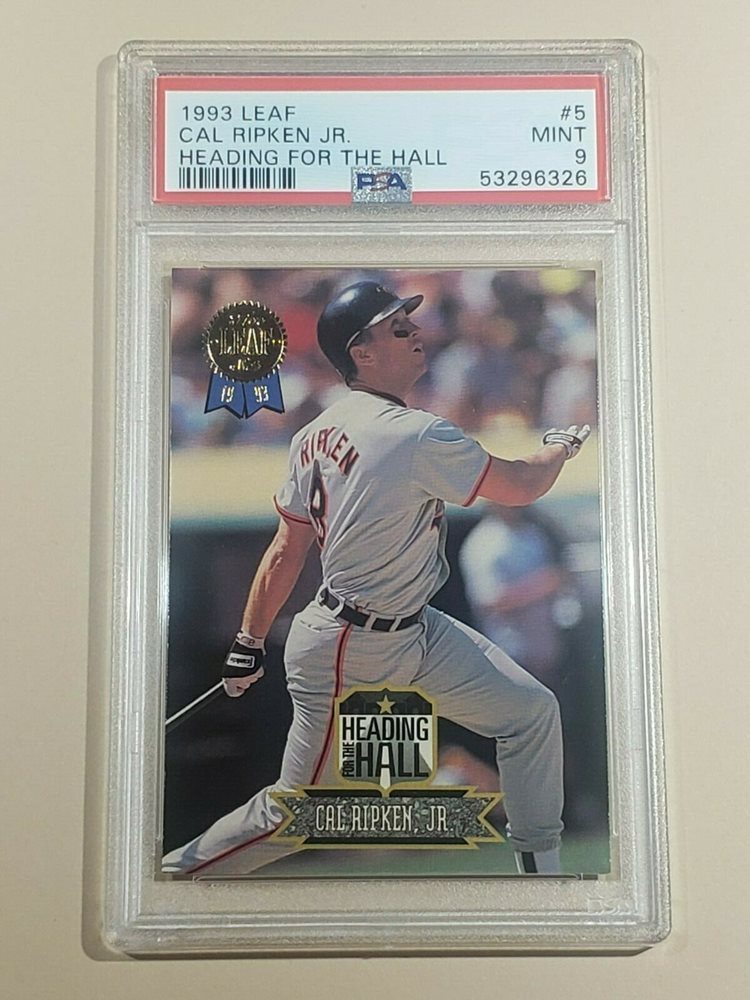 1993 LEAF #5
CAL RIPKEN JR. MINT
HEADING FOR THE HALL 9
PSA 53296326
LEAF
19 93
RIPKEN
8
HEADING
FOR THE
HALL
CAL RIPKEN, JR.